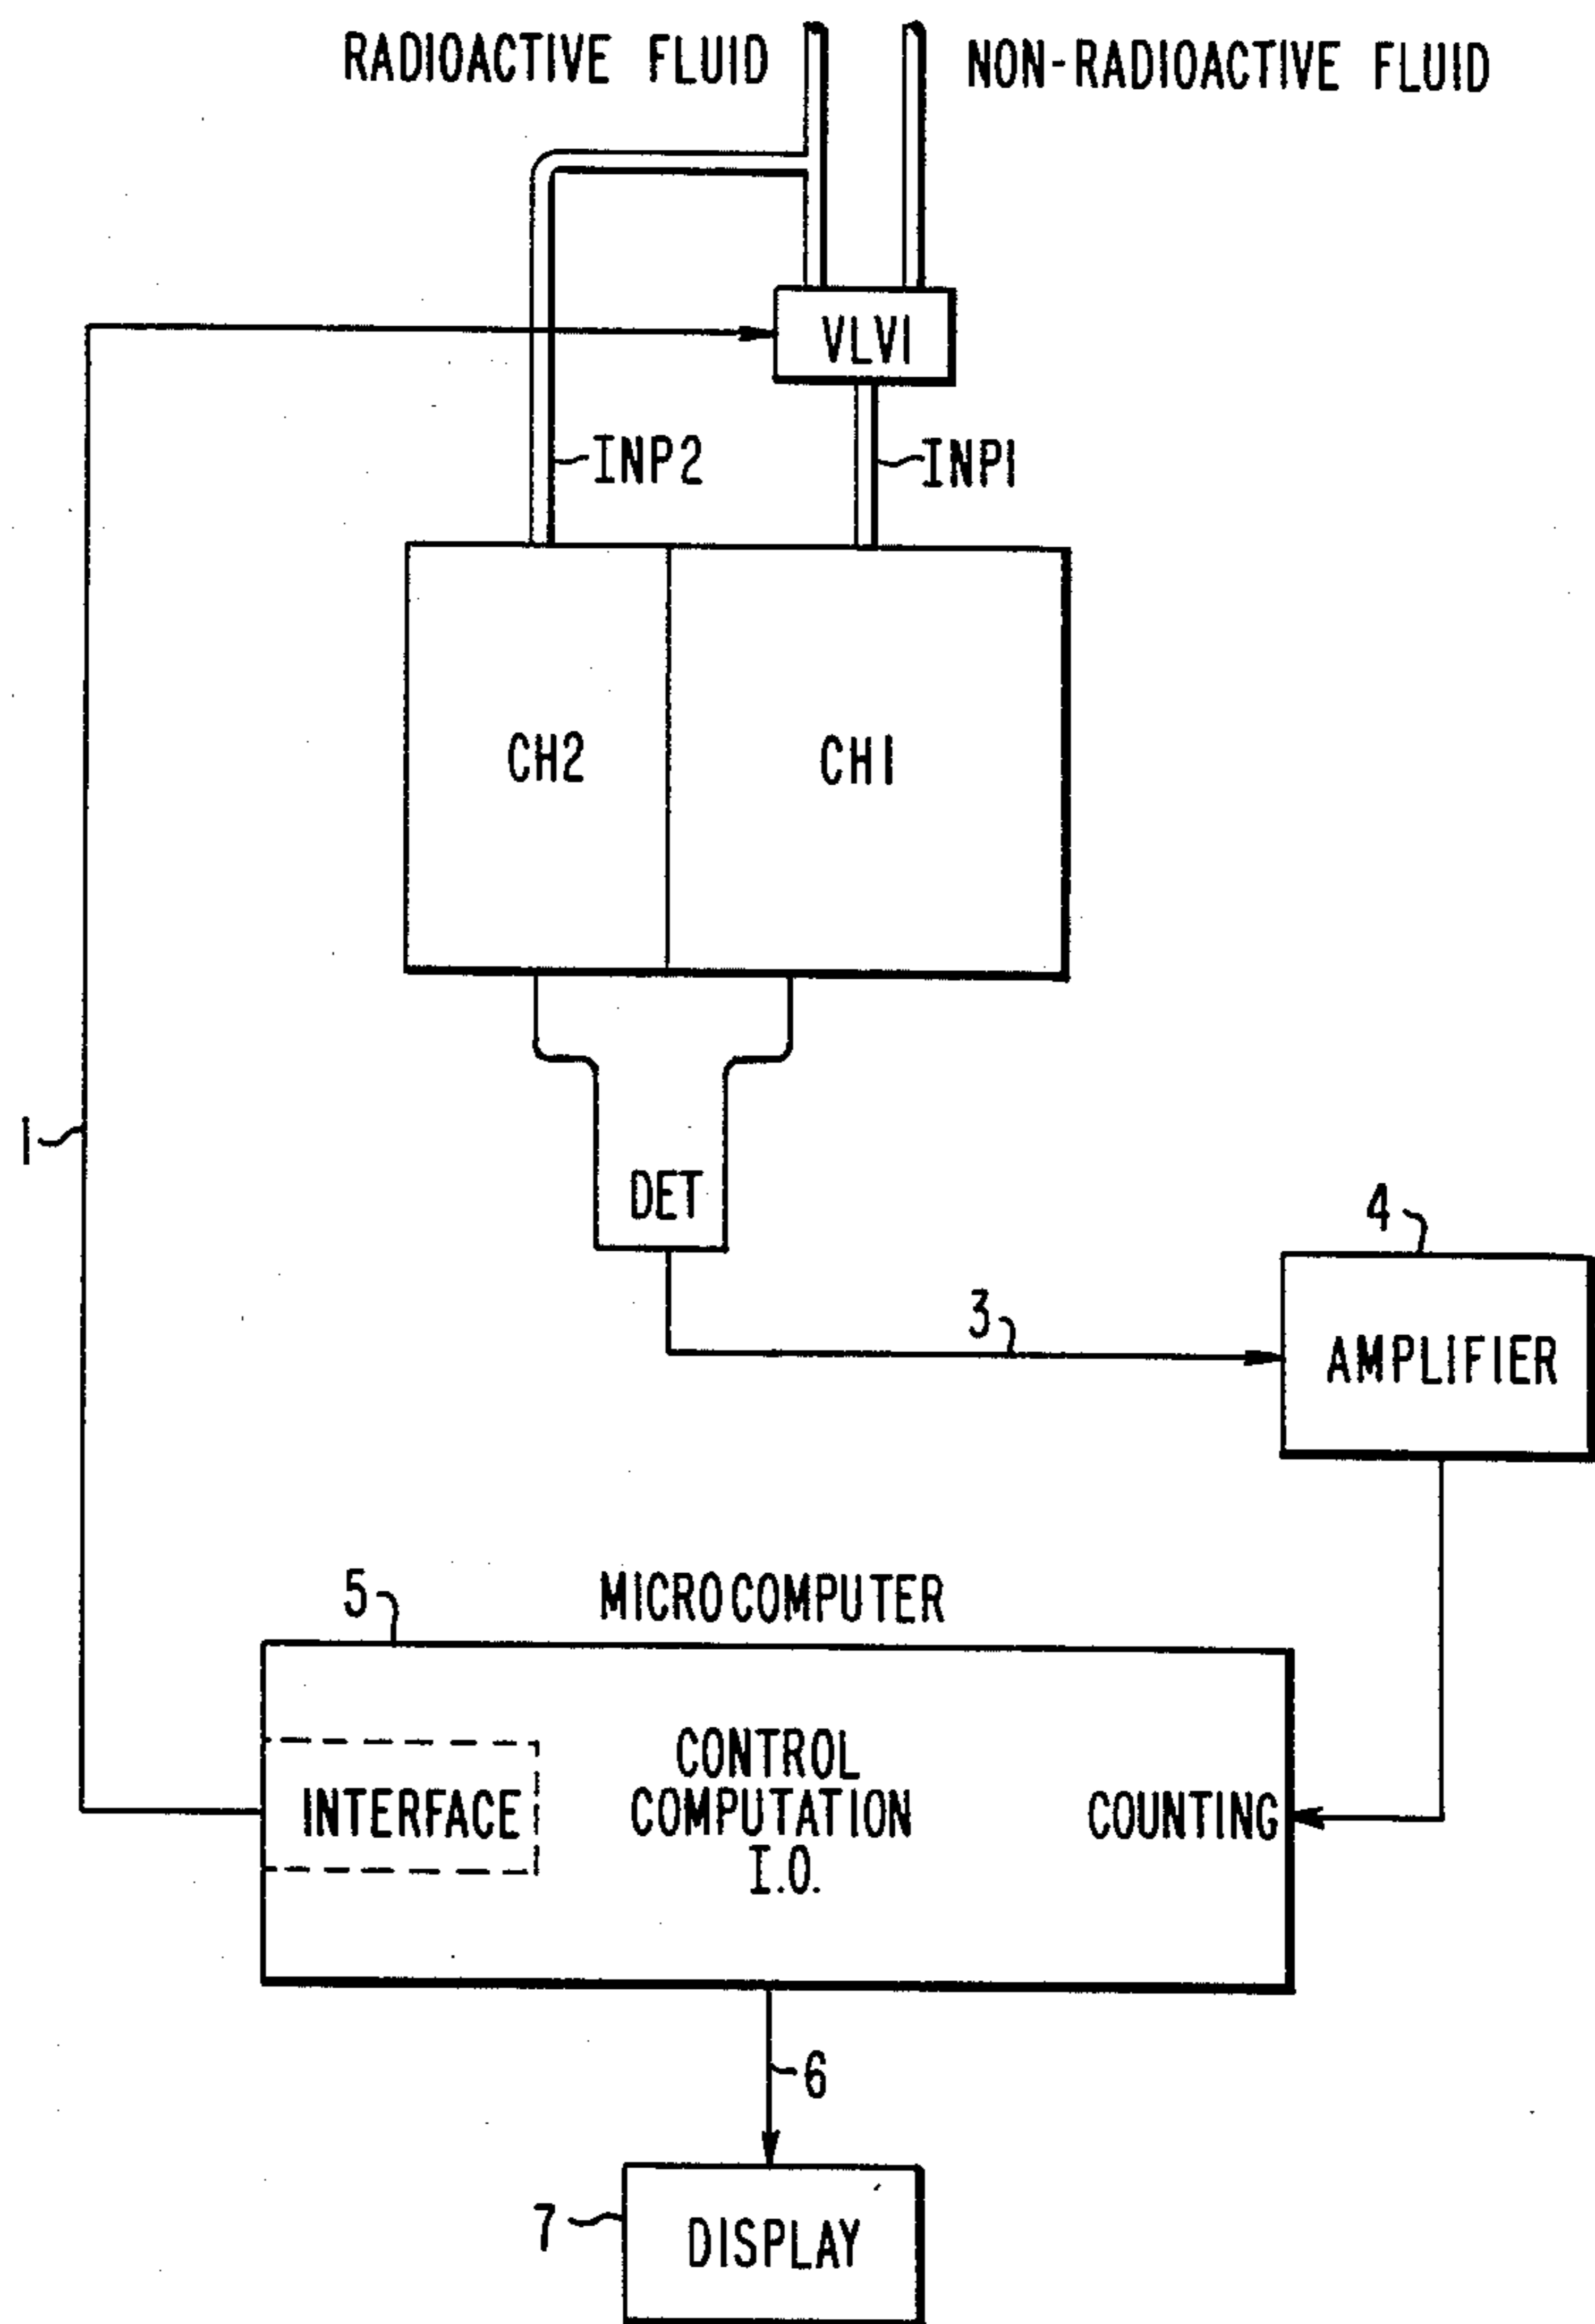 RADIOACTIVE FLUID
NON-RADIOACTIVE FLUID
VLV1
INP2
INP1
CH2
CH1
1
DET
4
3
AMPLIFIER
5
MICROCOMPUTER
INTERFACE
CONTROL
COMPUTATION
I.O.
COUNTING
6
7
DISPLAY